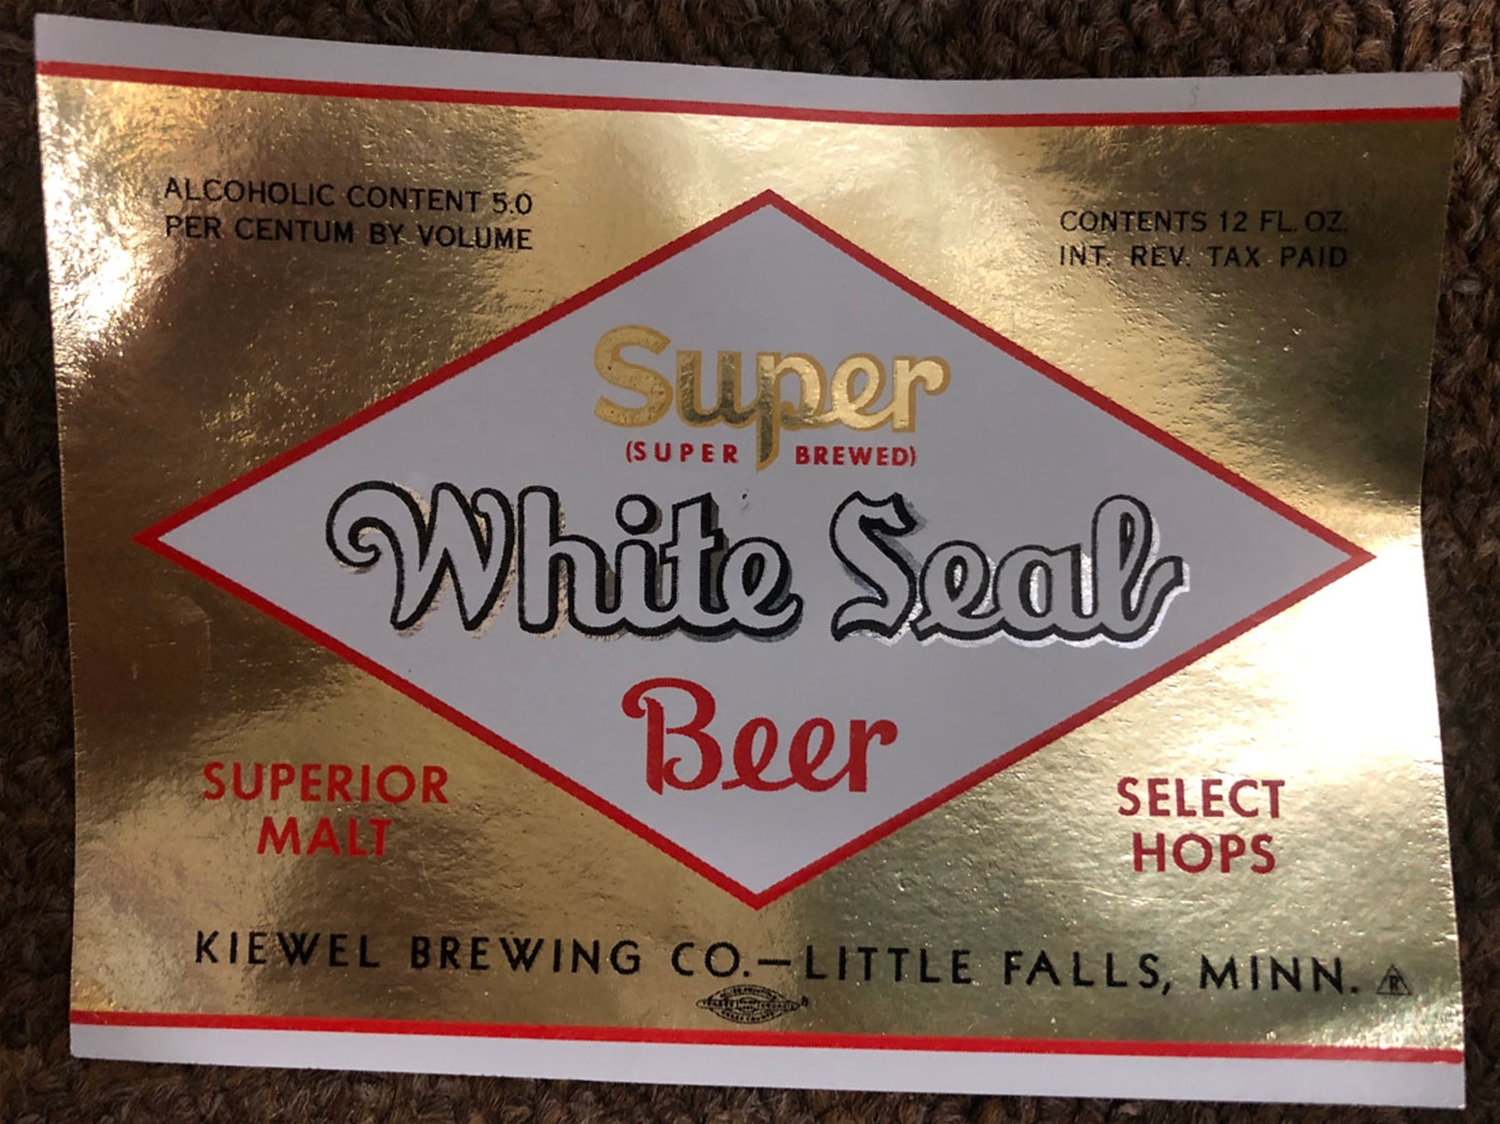 ALCOHOLIC CONTENT 5.0
PER CENTUM BY VOLUME
CONTENTS 12 FL. OZ.
INT. REV. TAX PAID
Super
(SUPER BREWED)
White Seal
Beer
SUPERIOR
MALT
SELECT
HOPS
KIEWEL BREWING CO.—LITTLE FALLS, MINN.
R